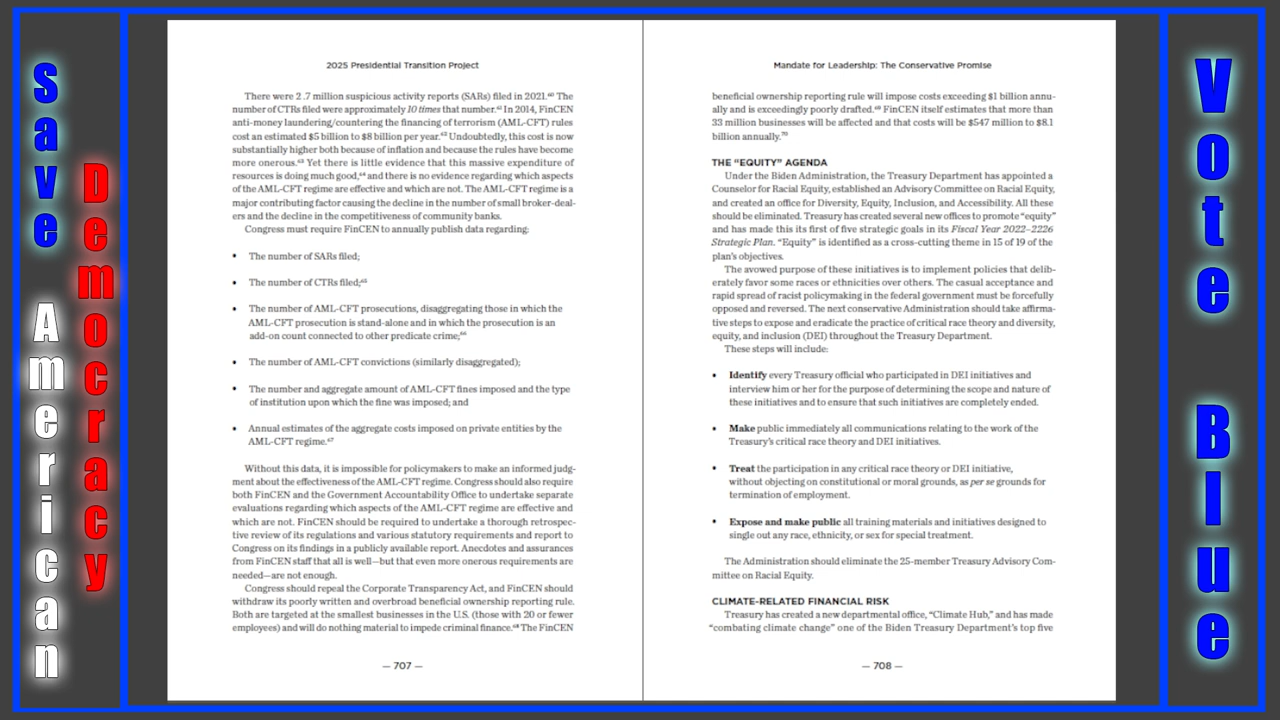 Save American
Democracy
2025 Presidential Transition Project
There were 2.7 million suspicious activity reports (SARs) filed in 2021.⁶⁰ The
number of CTRs filed were approximately 10 times that number.⁶¹ In 2014, FinCEN
anti-money laundering/countering the financing of terrorism (AML-CFT) rules
cost an estimated $5 billion to $8 billion per year.⁶² Undoubtedly, this cost is now
substantially higher both because of inflation and because the rules have become
more onerous.⁶³ Yet there is little evidence that this massive expenditure of
resources is doing much good,⁶⁴ and there is no evidence regarding which aspects
of the AML-CFT regime are effective and which are not. The AML-CFT regime is a
major contributing factor causing the decline in the number of small broker-deal-
ers and the decline in the competitiveness of community banks.
Congress must require FinCEN to annually publish data regarding:
• The number of SARs filed;
• The number of CTRs filed;⁶⁵
• The number of AML-CFT prosecutions, disaggregating those in which the
AML-CFT prosecution is stand-alone and in which the prosecution is an
add-on count connected to other predicate crime;⁶⁶
• The number of AML-CFT convictions (similarly disaggregated);
• The number and aggregate amount of AML-CFT fines imposed and the type
of institution upon which the fine was imposed; and
• Annual estimates of the aggregate costs imposed on private entities by the
AML-CFT regime.⁶⁷
Without this data, it is impossible for policymakers to make an informed judg-
ment about the effectiveness of the AML-CFT regime. Congress should also require
both FinCEN and the Government Accountability Office to undertake separate
evaluations regarding which aspects of the AML-CFT regime are effective and
which are not. FinCEN should be required to undertake a thorough retrospec-
tive review of its regulations and various statutory requirements and report to
Congress on its findings in a publicly available report. Anecdotes and assurances
from FinCEN staff that all is well—but that even more onerous requirements are
needed—are not enough.
Congress should repeal the Corporate Transparency Act, and FinCEN should
withdraw its poorly written and overbroad beneficial ownership reporting rule.
Both are targeted at the smallest businesses in the U.S. (those with 20 or fewer
employees) and will do nothing material to impede criminal finance.⁶⁸ The FinCEN
— 707 —
Mandate for Leadership: The Conservative Promise
beneficial ownership reporting rule will impose costs exceeding $1 billion annu-
ally and is exceedingly poorly drafted.⁶⁹ FinCEN itself estimates that more than
33 million businesses will be affected and that costs will be $547 million to $8.1
billion annually.⁷⁰
THE “EQUITY” AGENDA
Under the Biden Administration, the Treasury Department has appointed a
Counselor for Racial Equity, established an Advisory Committee on Racial Equity,
and created an office for Diversity, Equity, Inclusion, and Accessibility. All these
should be eliminated. Treasury has created several new offices to promote “equity”
and has made this its first of five strategic goals in its Fiscal Year 2022–2226
Strategic Plan. “Equity” is identified as a cross-cutting theme in 15 of 19 of the
plan’s objectives.
The avowed purpose of these initiatives is to implement policies that delib-
erately favor some races or ethnicities over others. The casual acceptance and
rapid spread of racist policymaking in the federal government must be forcefully
opposed and reversed. The next conservative Administration should take affirma-
tive steps to expose and eradicate the practice of critical race theory and diversity,
equity, and inclusion (DEI) throughout the Treasury Department.
These steps will include:
• Identify every Treasury official who participated in DEI initiatives and
interview him or her for the purpose of determining the scope and nature of
these initiatives and to ensure that such initiatives are completely ended.
• Make public immediately all communications relating to the work of the
Treasury’s critical race theory and DEI initiatives.
• Treat the participation in any critical race theory or DEI initiative,
without objecting on constitutional or moral grounds, as per se grounds for
termination of employment.
• Expose and make public all training materials and initiatives designed to
single out any race, ethnicity, or sex for special treatment.
The Administration should eliminate the 25-member Treasury Advisory Com-
mittee on Racial Equity.
CLIMATE-RELATED FINANCIAL RISK
Treasury has created a new departmental office, “Climate Hub,” and has made
“combating climate change” one of the Biden Treasury Department’s top five
— 708 —
Vote Blue